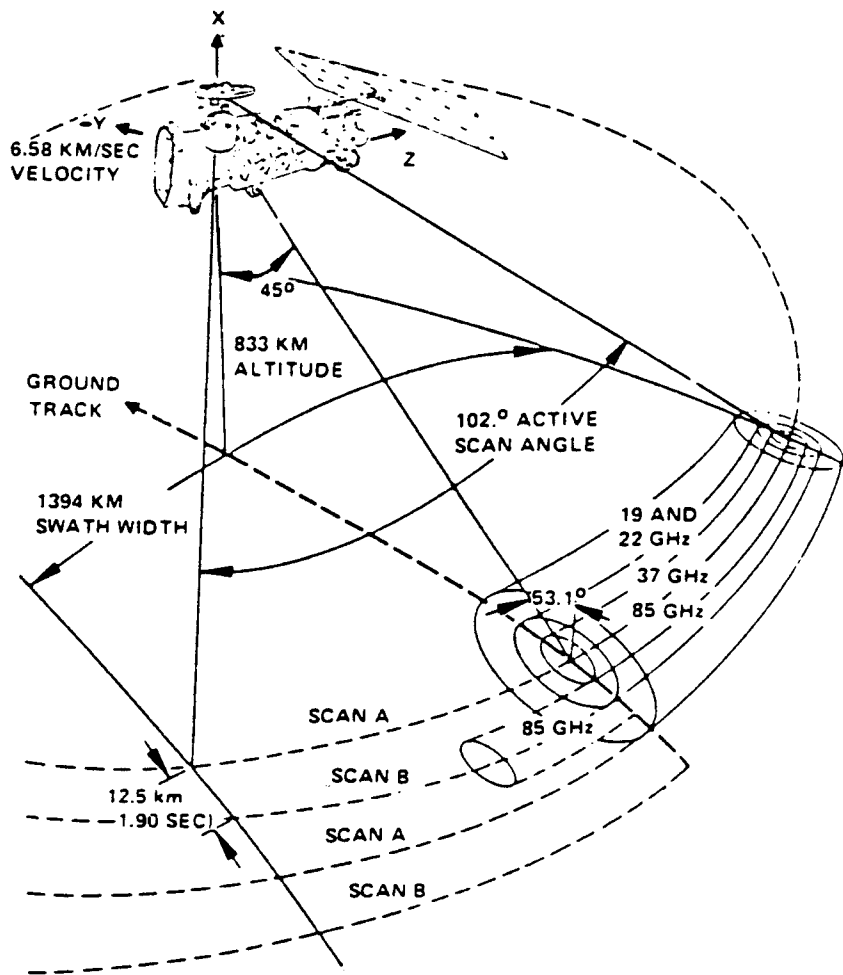 X
-Y
6.58 KM/SEC
VELOCITY
Z
45°
833 KM
ALTITUDE
GROUND
TRACK
102.° ACTIVE
SCAN ANGLE
1394 KM
SWATH WIDTH
19 AND
22 GHz
37 GHz
53.1°
85 GHz
SCAN A
85 GHz
SCAN B
12.5 km
1.90 SEC)
SCAN A
SCAN B